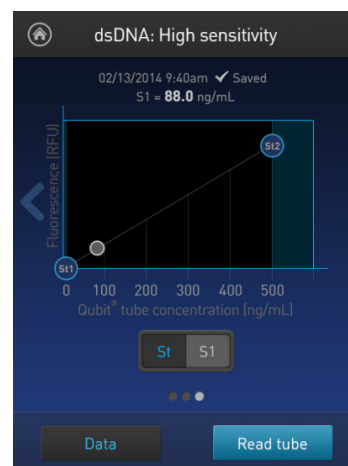 dsDNA: High sensitivity
02/13/2014 9:40am ✔ Saved
S1 = 88.0 ng/mL
Fluorescence (RFU)
St2
St1
0 100 200 300 400 500
Qubit® tube concentration (ng/mL)
St S1
Data Read tube